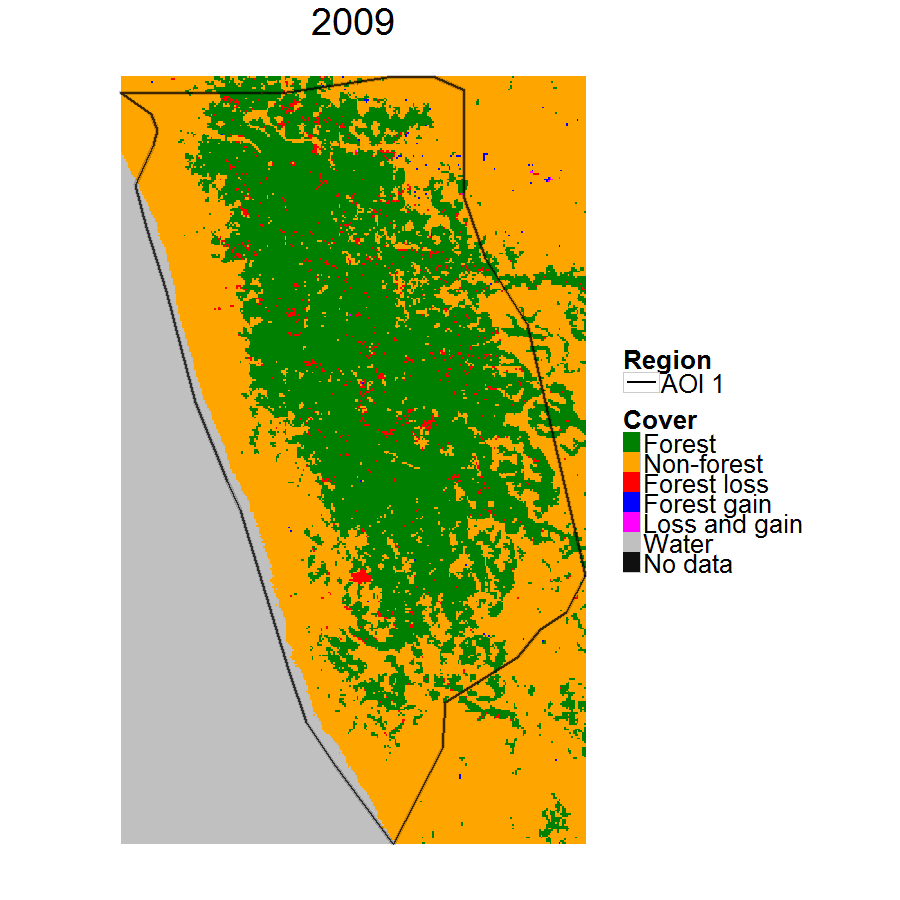 2009
Region
AOI 1
Cover
Forest
Non-forest
Forest loss
Forest gain
Loss and gain
Water
No data